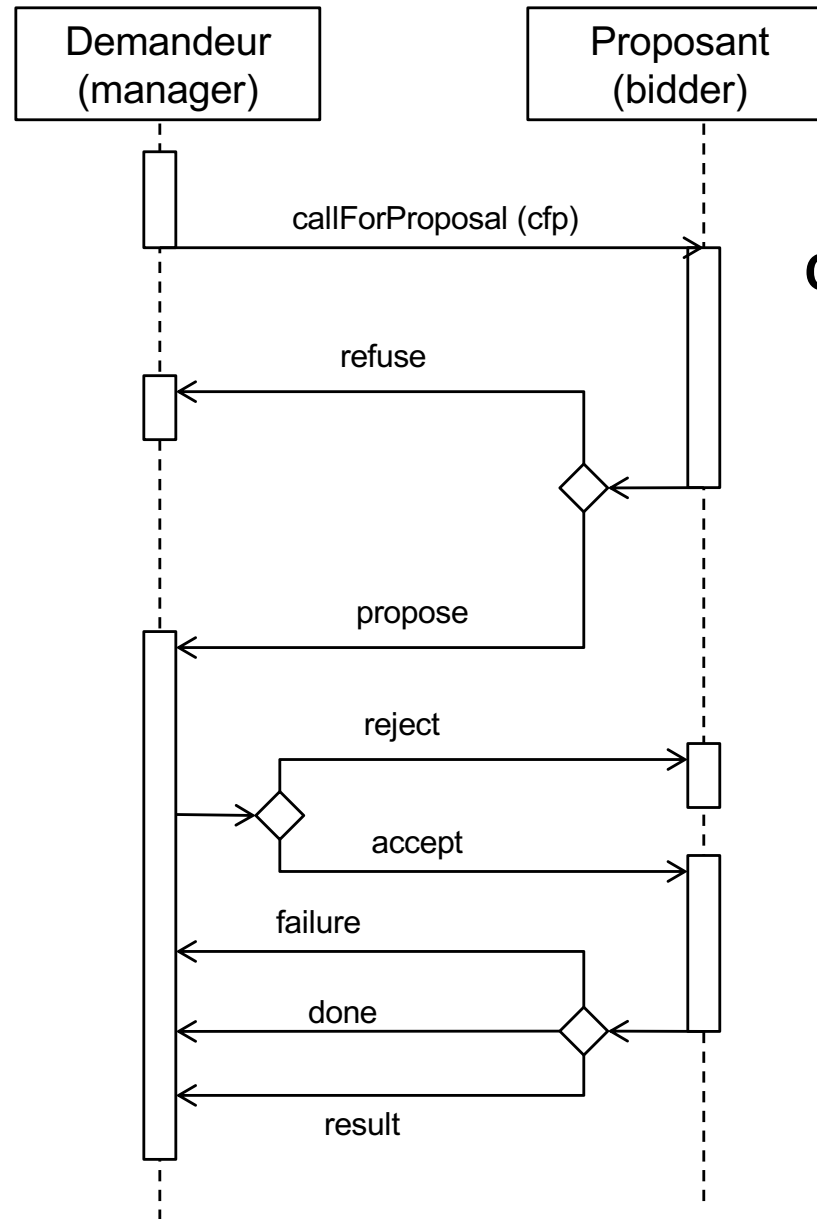 Demandeur
(manager)
Proposant
(bidder)
callForProposal (cfp)
refuse
propose
reject
accept
failure
done
result